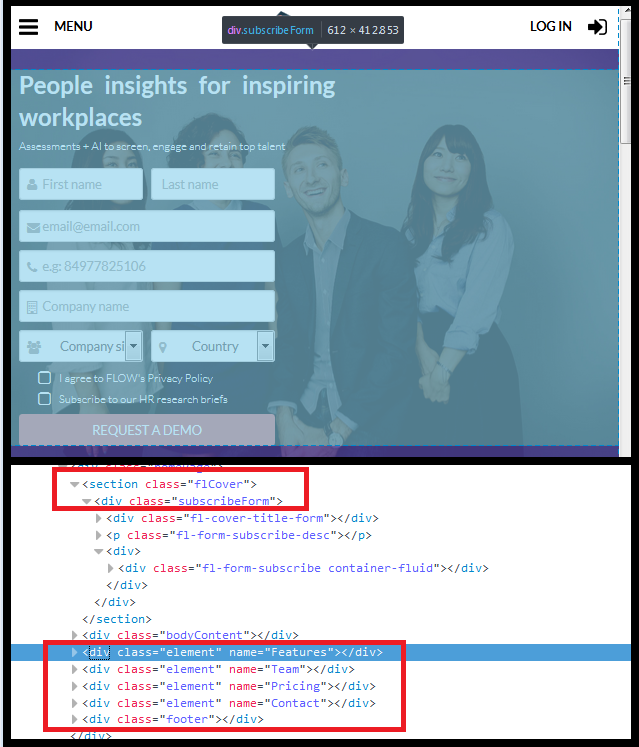 MENU
div.subscribeForm | 612 × 412.853
LOG IN
People insights for inspiring
workplaces
Assessments + AI to screen, engage and retain top talent
First name
Last name
email@email.com
e.g: 84977825106
Company name
Company si
Country
I agree to FLOW's Privacy Policy
Subscribe to our HR research briefs
REQUEST A DEMO
<div class="homepage">
<section class="flCover">
<div class="subscribeForm">
<div class="fl-cover-title-form"></div>
<p class="fl-form-subscribe-desc"></p>
<div>
<div class="fl-form-subscribe container-fluid"></div>
</div>
</div>
</section>
<div class="bodyContent"></div>
<div class="element" name="Features"></div>
<div class="element" name="Team"></div>
<div class="element" name="Pricing"></div>
<div class="element" name="Contact"></div>
<div class="footer"></div>
</div>